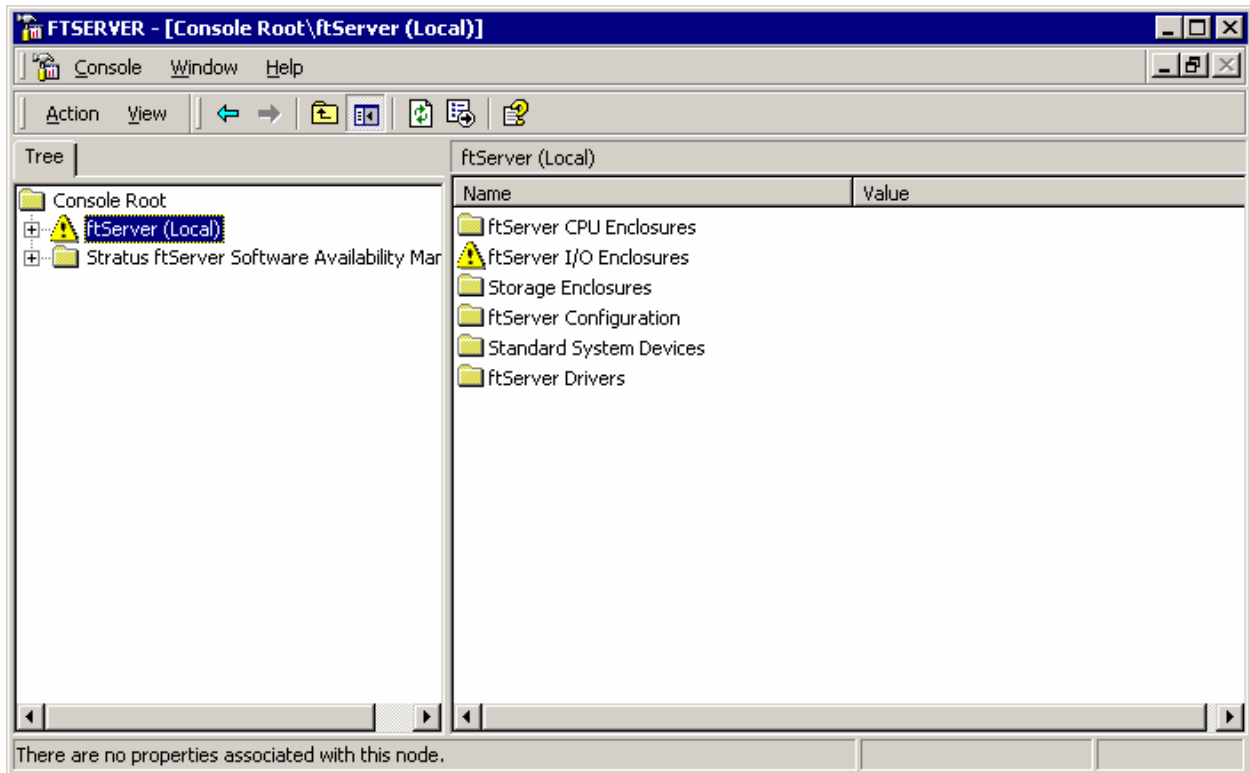 FTSERVER - [Console Root\ftServer (Local)]
Console Window Help
Action View
Tree
ftServer (Local)
Console Root
ftServer (Local)
Stratus ftServer Software Availability Mar
Name Value
ftServer CPU Enclosures
ftServer I/O Enclosures
Storage Enclosures
ftServer Configuration
Standard System Devices
ftServer Drivers
There are no properties associated with this node.